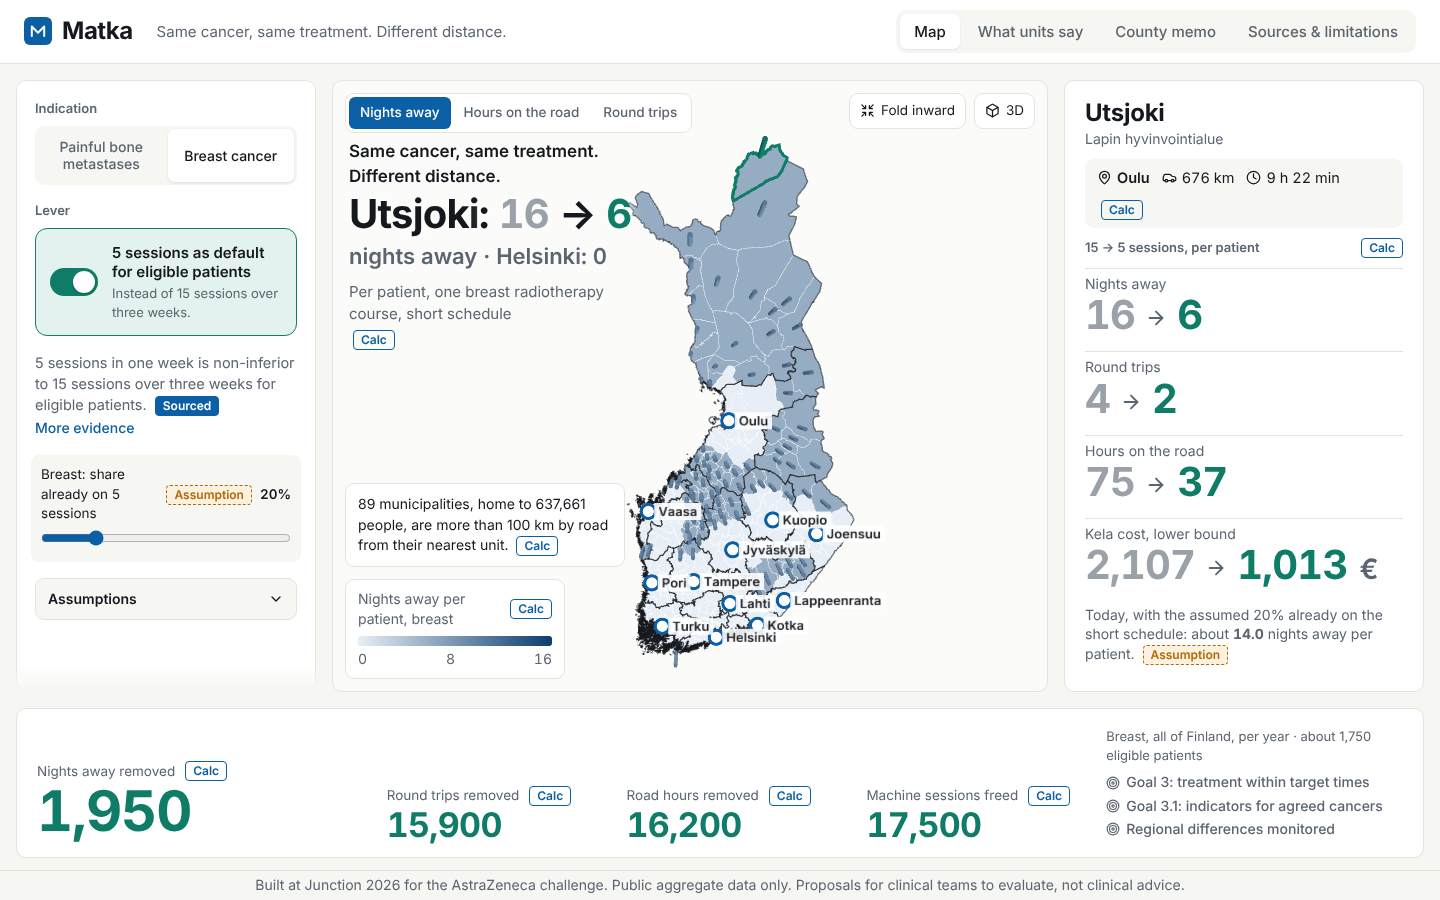 Matka
Same cancer, same treatment. Different distance.
Map
What units say
County memo
Sources & limitations
Indication
Painful bone
metastases
Breast cancer
Lever
5 sessions as default
for eligible patients
Instead of 15 sessions over
three weeks.
5 sessions in one week is non-inferior
to 15 sessions over three weeks for
eligible patients. Sourced
More evidence
Breast: share
already on 5
sessions
Assumption 20%
Assumptions
Nights away
Hours on the road
Round trips
Fold inward
3D
Same cancer, same treatment.
Different distance.
Utsjoki: 16 → 6
nights away · Helsinki: 0
Per patient, one breast radiotherapy
course, short schedule
Calc
89 municipalities, home to 637,661
people, are more than 100 km by road
from their nearest unit. Calc
Nights away per
patient, breast
Calc
0 8 16
Oulu
Vaasa
Kuopio
Joensuu
Jyväskylä
Pori
Tampere
Lahti
Lappeenranta
Turku
Kotka
Helsinki
Utsjoki
Lapin hyvinvointialue
Oulu 676 km 9 h 22 min
Calc
15 → 5 sessions, per patient Calc
Nights away
16 → 6
Round trips
4 → 2
Hours on the road
75 → 37
Kela cost, lower bound
2,107 → 1,013 €
Today, with the assumed 20% already on the
short schedule: about 14.0 nights away per
patient. Assumption
Nights away removed Calc
1,950
Round trips removed Calc
15,900
Road hours removed Calc
16,200
Machine sessions freed Calc
17,500
Breast, all of Finland, per year · about 1,750
eligible patients
Goal 3: treatment within target times
Goal 3.1: indicators for agreed cancers
Regional differences monitored
Built at Junction 2026 for the AstraZeneca challenge. Public aggregate data only. Proposals for clinical teams to evaluate, not clinical advice.